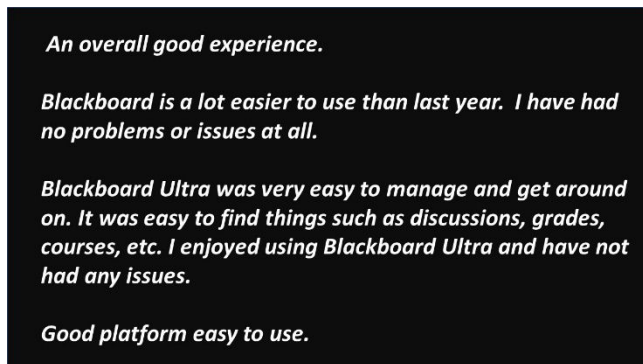 An overall good experience.
Blackboard is a lot easier to use than last year.  I have had
no problems or issues at all.
Blackboard Ultra was very easy to manage and get around
on. It was easy to find things such as discussions, grades,
courses, etc. I enjoyed using Blackboard Ultra and have not
had any issues.
Good platform easy to use.